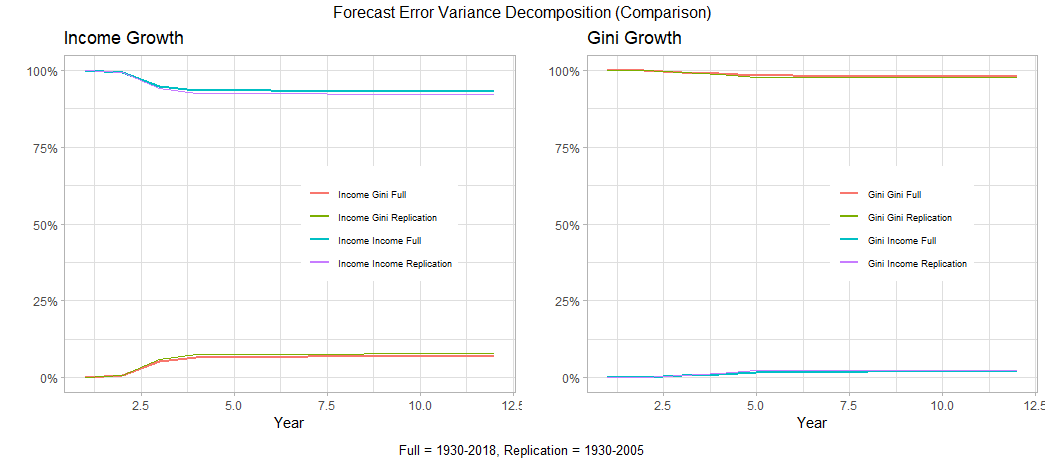 Forecast Error Variance Decomposition (Comparison)
Income Growth
100%
75%
50%
25%
0%
Income Gini Full
Income Gini Replication
Income Income Full
Income Income Replication
2.5 5.0 7.5 10.0 12.5
Year
Gini Growth
100%
75%
50%
25%
0%
Gini Gini Full
Gini Gini Replication
Gini Income Full
Gini Income Replication
2.5 5.0 7.5 10.0 12.5
Year
Full = 1930-2018, Replication = 1930-2005